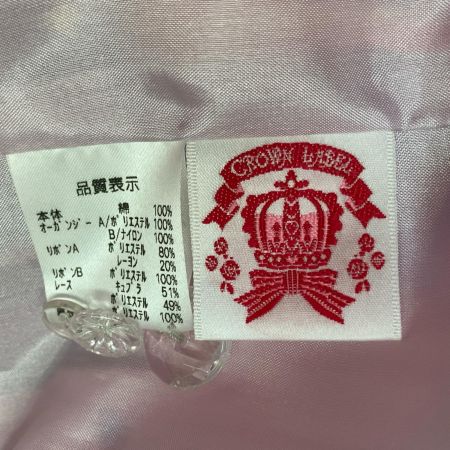 品質表示
本体 綿 100%
オーガンジー A/ポリエステル 100%
B/ナイロン 100%
リボンA ポリエステル 80%
レーヨン 20%
リボンB ポリエステル 100%
レース キュプラ 51%
ポリエステル 49%
ポリエステル 100%
CROWN LABEL